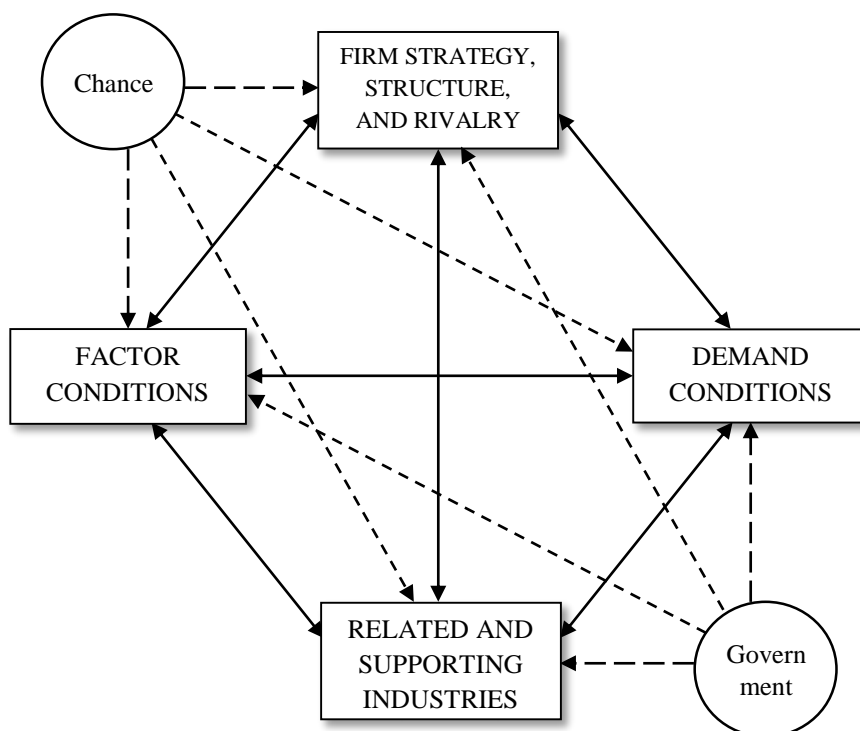 Chance
FIRM STRATEGY,
STRUCTURE,
AND RIVALRY
FACTOR
CONDITIONS
DEMAND
CONDITIONS
RELATED AND
SUPPORTING
INDUSTRIES
Govern
ment